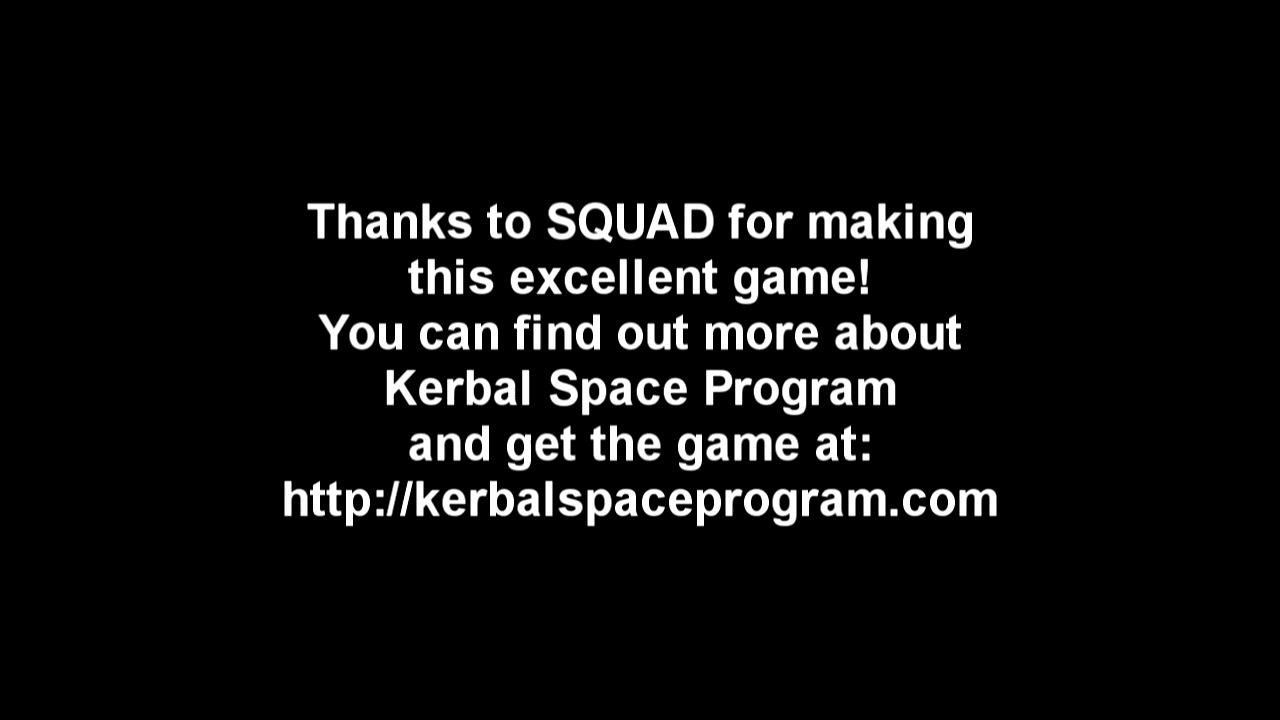 Thanks to SQUAD for making
this excellent game!
You can find out more about
Kerbal Space Program
and get the game at:
http://kerbalspaceprogram.com